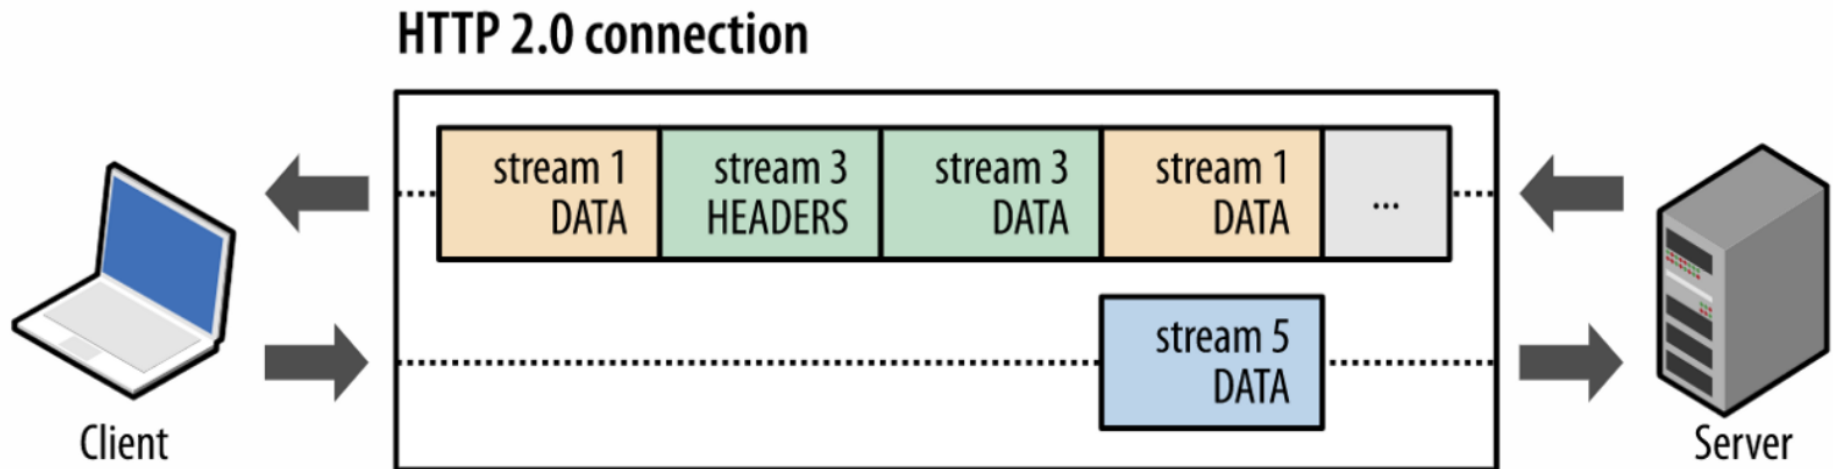 HTTP 2.0 connection
stream 1
DATA
stream 3
HEADERS
stream 3
DATA
stream 1
DATA
...
stream 5
DATA
Client
Server